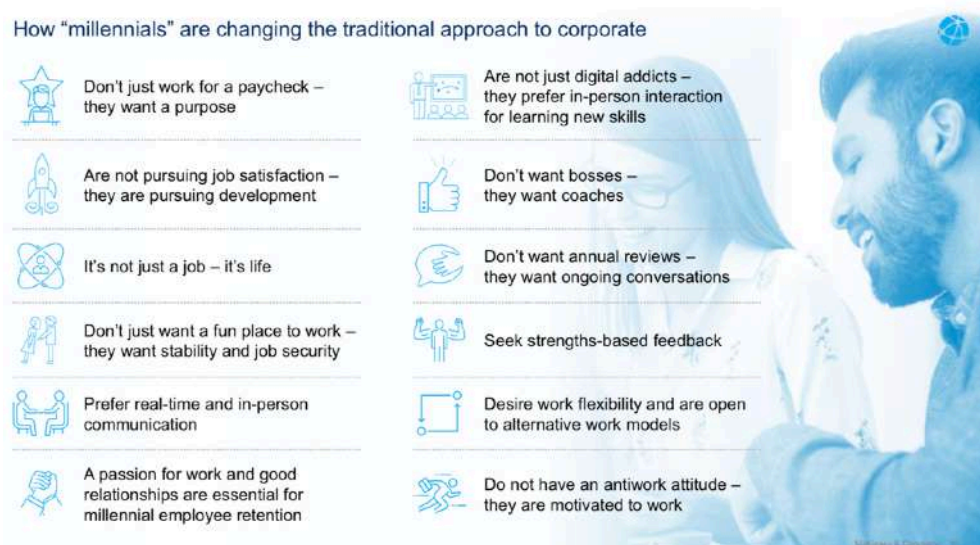 How “millennials” are changing the traditional approach to corporate
Don’t just work for a paycheck –
they want a purpose
Are not pursuing job satisfaction –
they are pursuing development
It’s not just a job – it’s life
Don’t just want a fun place to work –
they want stability and job security
Prefer real-time and in-person
communication
A passion for work and good
relationships are essential for
millennial employee retention
Are not just digital addicts –
they prefer in-person interaction
for learning new skills
Don’t want bosses –
they want coaches
Don’t want annual reviews –
they want ongoing conversations
Seek strengths-based feedback
Desire work flexibility and are open
to alternative work models
Do not have an antiwork attitude –
they are motivated to work